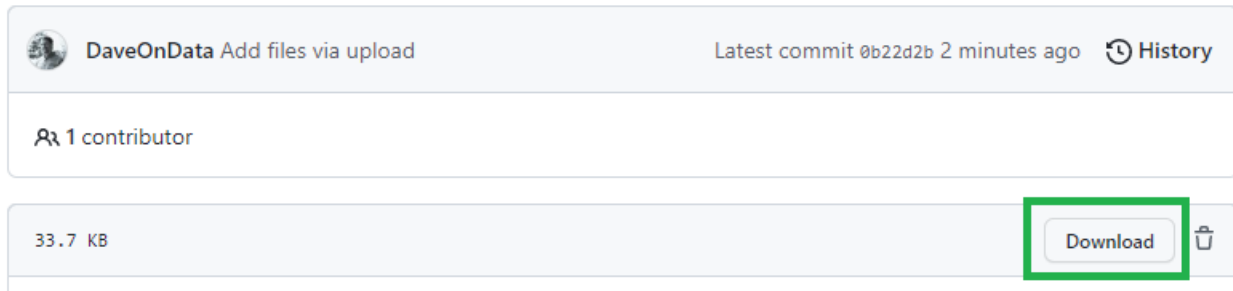 DaveOnData Add files via upload Latest commit 0b22d2b 2 minutes ago History
1 contributor
33.7 KB Download